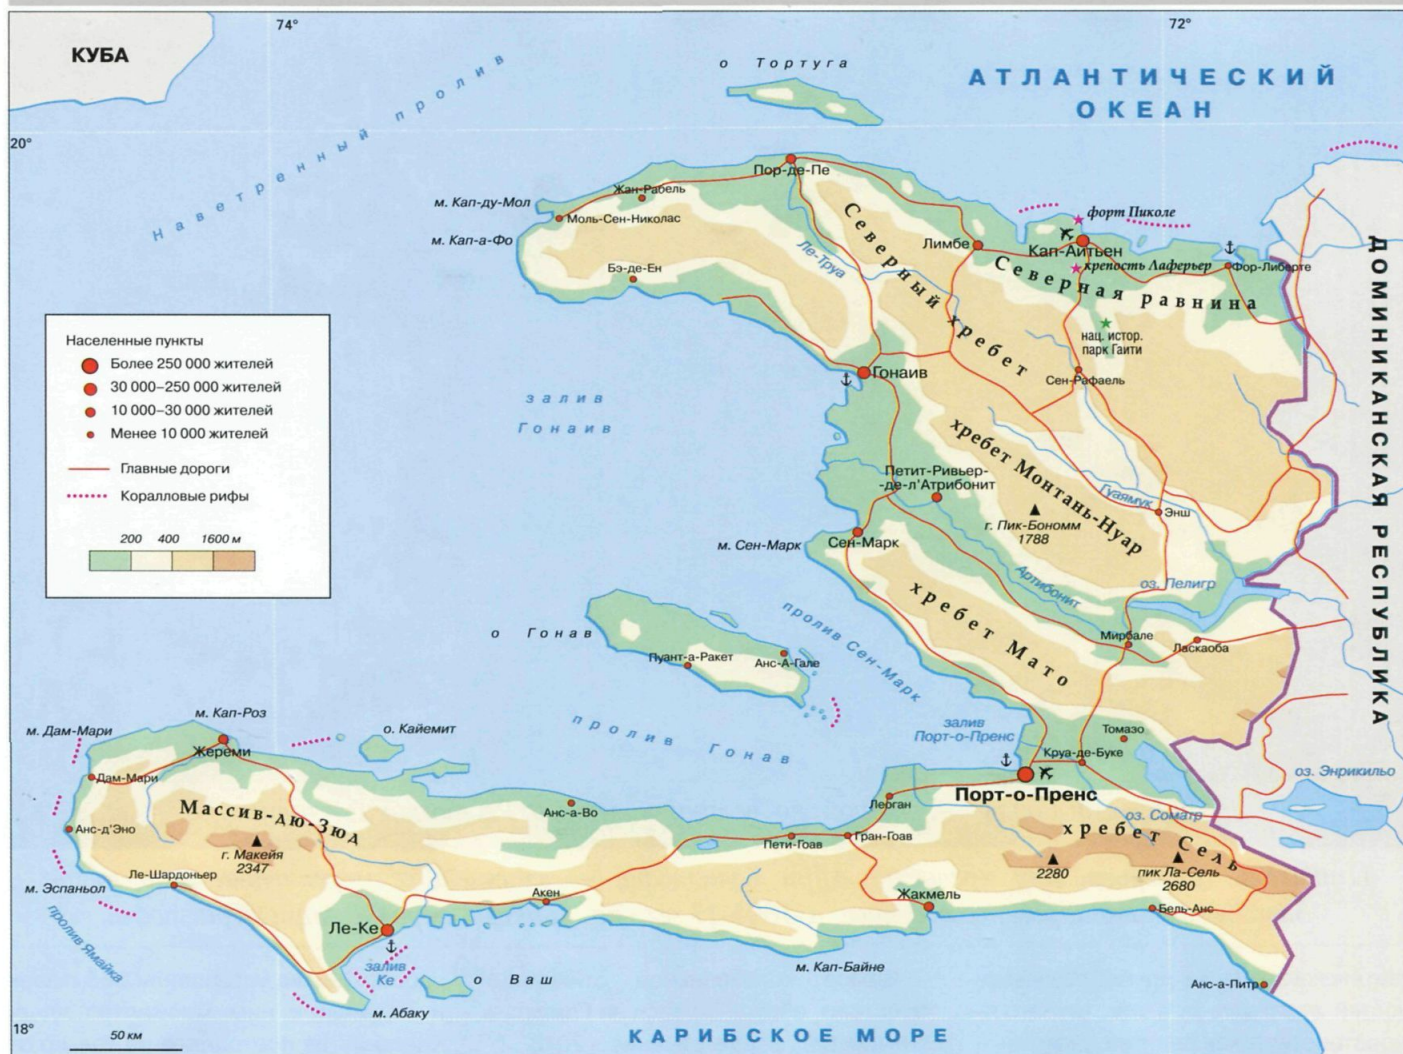 74°
72°
КУБА
о Тортуга
АТЛАНТИЧЕСКИЙ
ОКЕАН
Наветренный пролив
20°
Пор-де-Пе
Жан-Рабель
м. Кап-ду-Мол
Моль-Сен-Николас
форт Пиколе
м. Кап-а-Фо
Ле-Труа
Северный хребет
Лимбе
Кап-Аитьен
крепость Лаферьер
Фор-Либерте
Бэ-де-Ен
Северная равнина
ДОМИНИКАНСКАЯ РЕСПУБЛИКА
нац. истор.
парк Гаити
Населенные пункты
Более 250 000 жителей
30 000–250 000 жителей
10 000–30 000 жителей
Менее 10 000 жителей
Главные дороги
Коралловые рифы
200 400 1600 м
Гонаив
Сен-Рафаель
залив
Гонаив
хребет Монтань-Нуар
Петит-Ривьер-
-де-л'Атрибонит
Гуаямук
Энш
г. Пик-Бономм
1788
м. Сен-Марк
Сен-Марк
Артибонит
оз. Пелигр
хребет Мато
пролив Сен-Марк
о Гонав
Пуант-а-Ракет
Анс-А-Гале
Мирбале
Ласкаоба
пролив Гонав
залив
Порт-о-Пренс
Томазо
Круа-де-Буке
м. Кап-Роз
м. Дам-Мари
о. Кайемит
Жереми
Дам-Мари
Порт-о-Пренс
оз. Энрикильо
Массив-дю-Зюд
Анс-а-Во
Леоган
оз. Соматр
хребет Сель
Анс-д'Эно
г. Макейя
2347
Пети-Гоав
Гран-Гоав
2280
пик Ла-Сель
2680
м. Эспаньол
Ле-Шардоньер
Акен
Жакмель
Бель-Анс
пролив Ямайка
Ле-Ке
залив
Ке
о Ваш
м. Кап-Байне
Анс-а-Питр
м. Абаку
18°
50 км
КАРИБСКОЕ МОРЕ